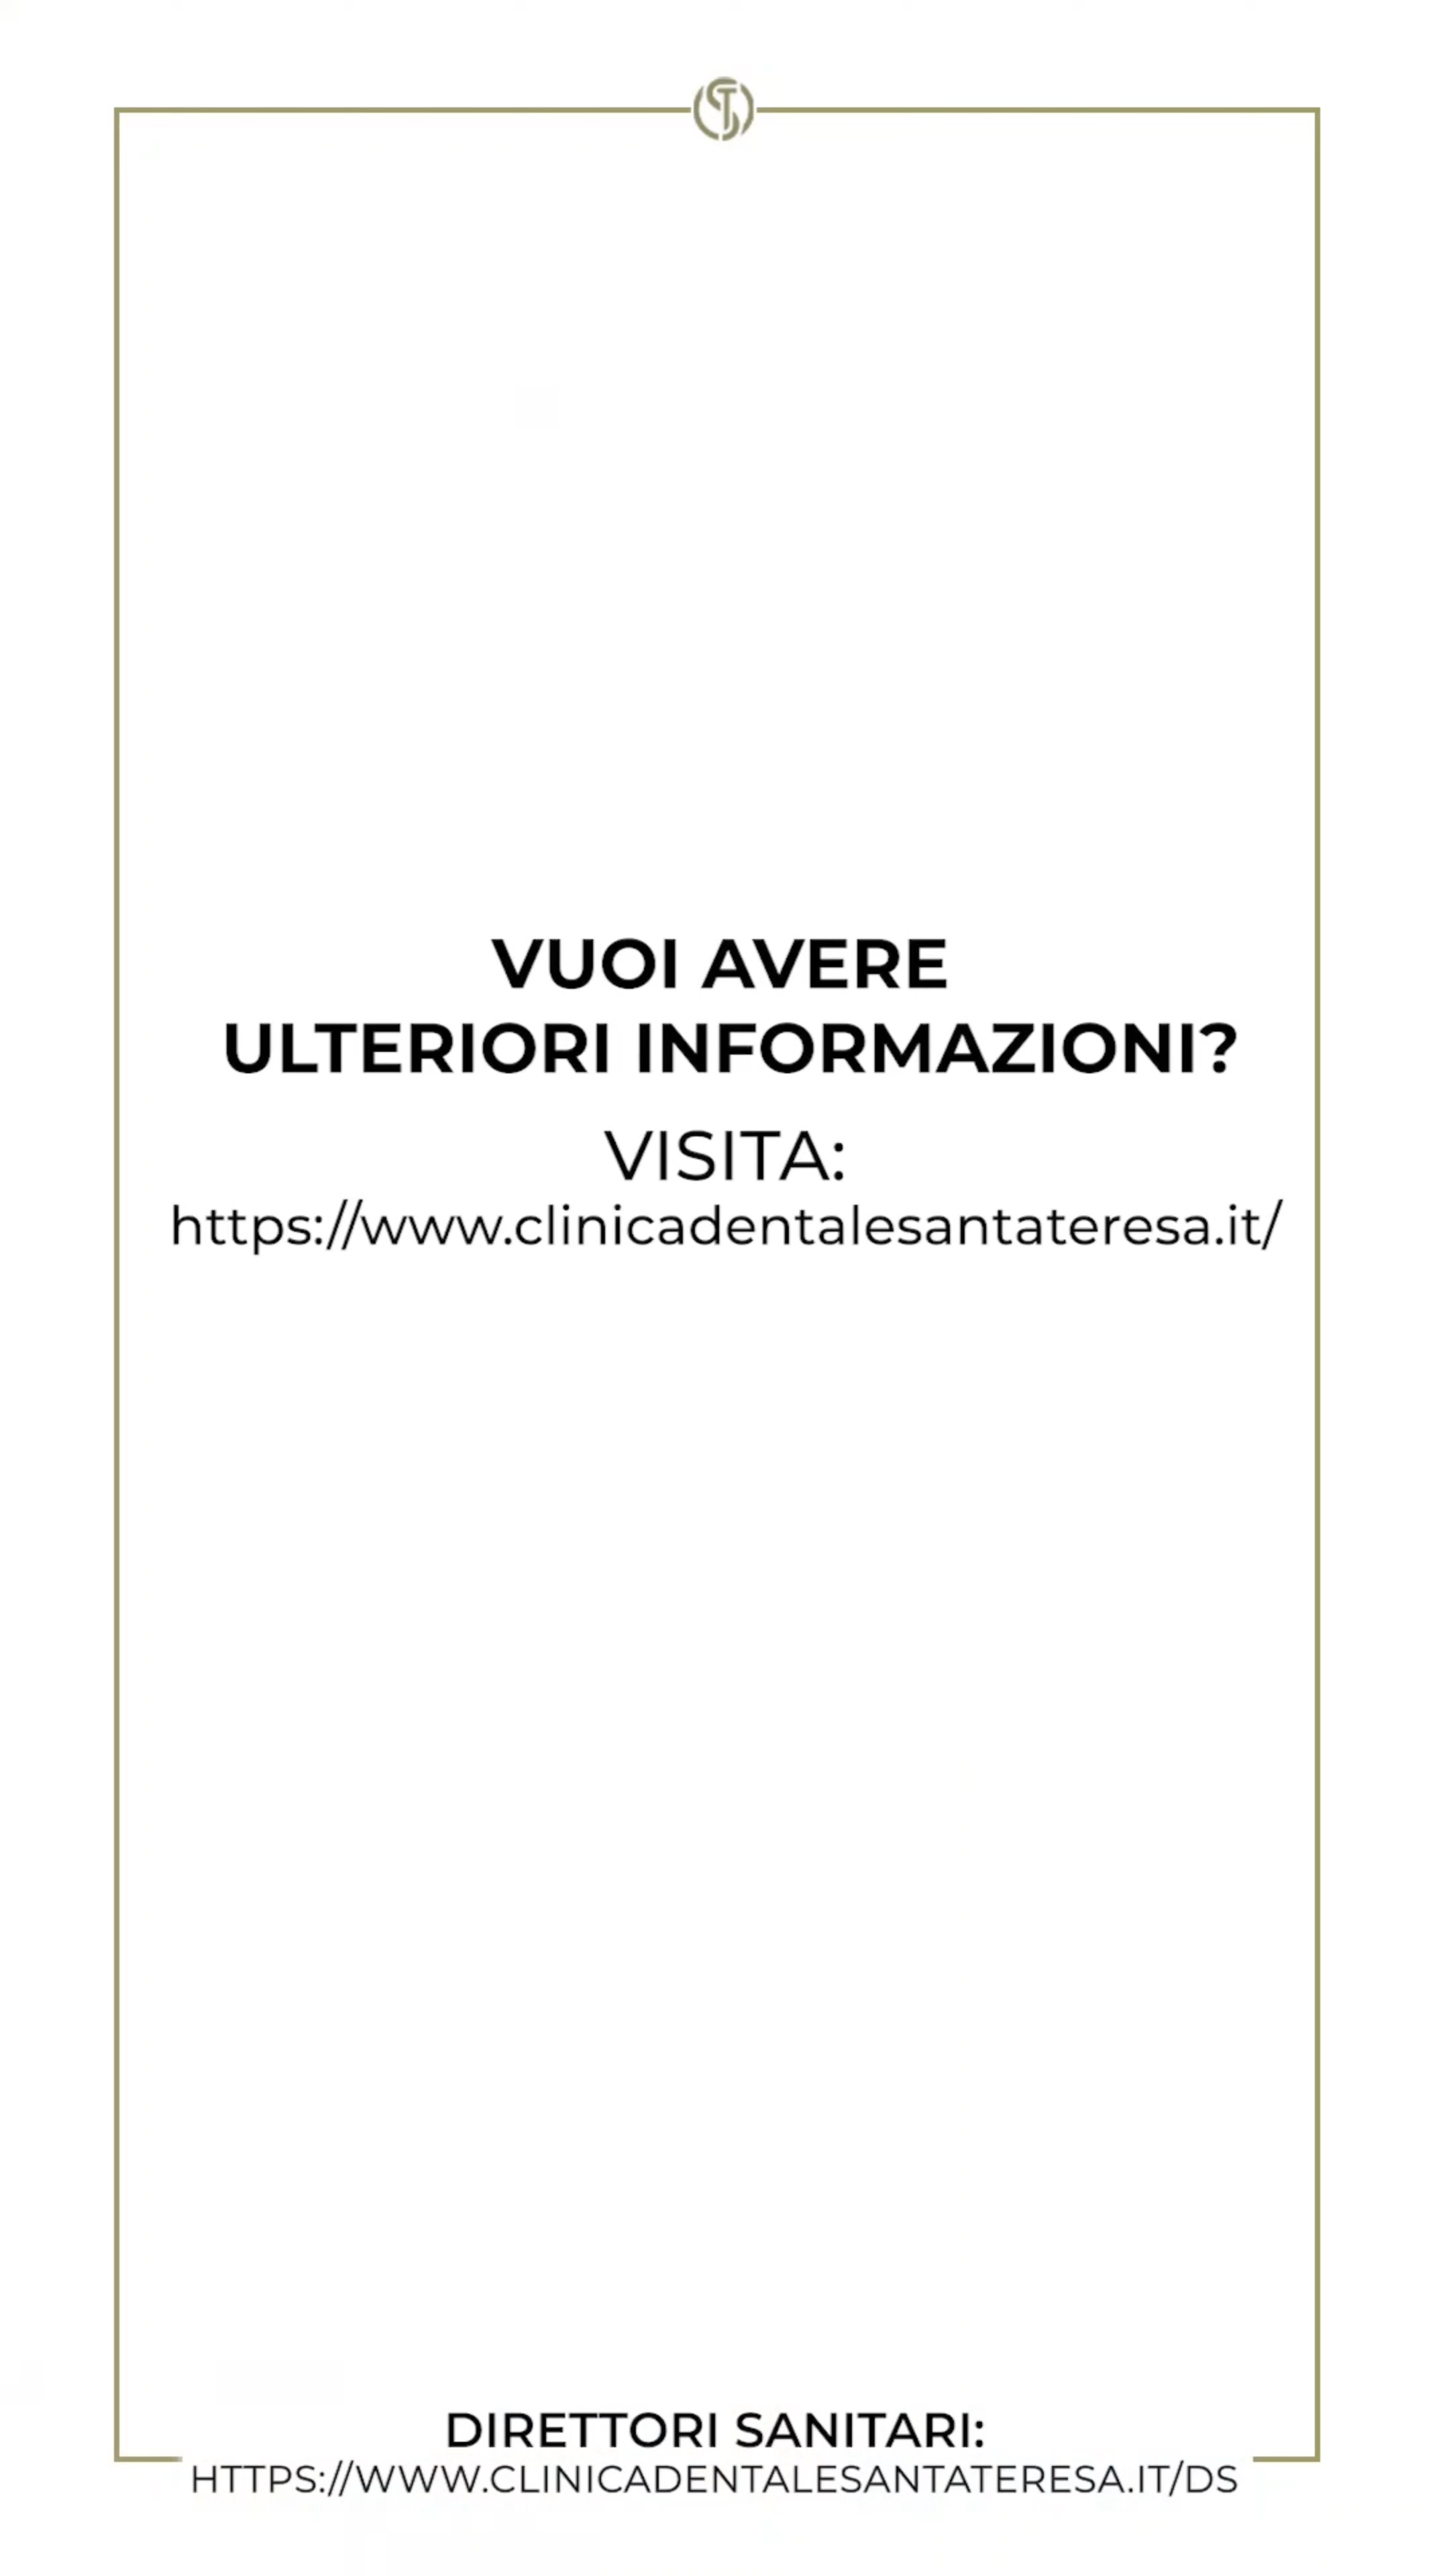 VUOI AVERE
ULTERIORI INFORMAZIONI?
VISITA:
https://www.clinicadentalesantateresa.it/
DIRETTORI SANITARI:
HTTPS://WWW.CLINICADENTALESANTATERESA.IT/DS